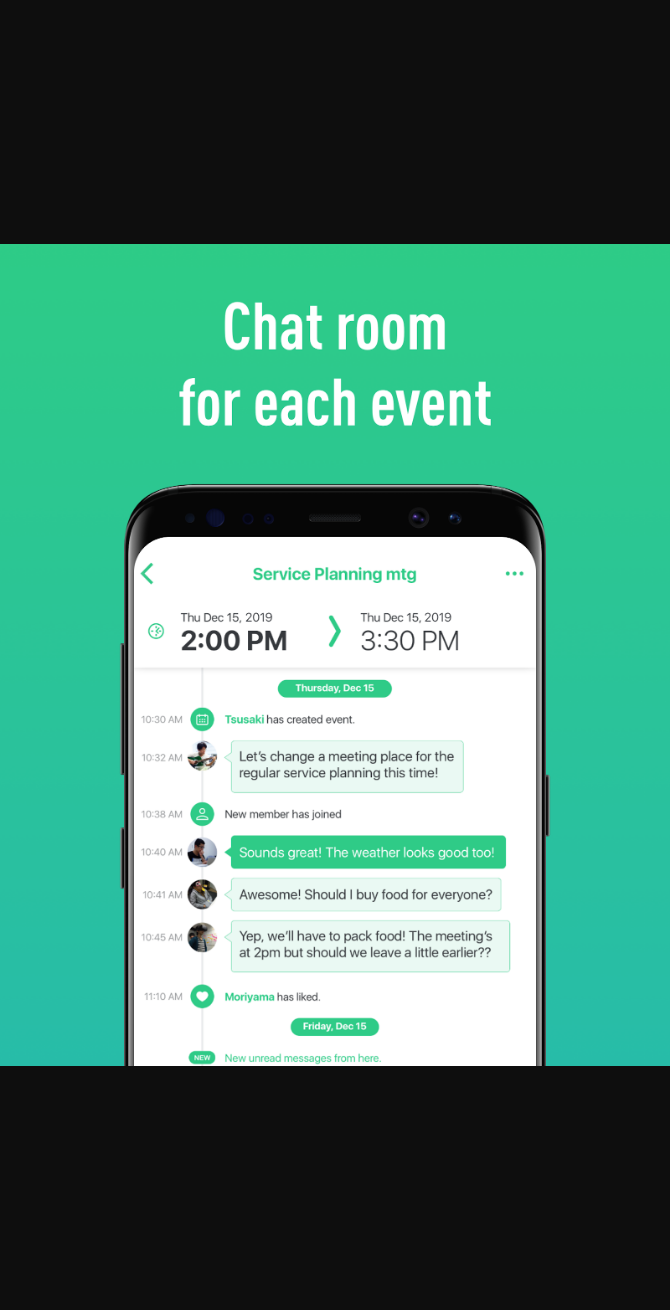 Chat room
for each event
Service Planning mtg
Thu Dec 15, 2019
2:00 PM
Thu Dec 15, 2019
3:30 PM
Thursday, Dec 15
10:30 AM Tsusaki has created event.
10:32 AM Let's change a meeting place for the
regular service planning this time!
10:38 AM New member has joined
10:40 AM Sounds great! The weather looks good too!
10:41 AM Awesome! Should I buy food for everyone?
10:45 AM Yep, we'll have to pack food! The meeting's
at 2pm but should we leave a little earlier??
11:10 AM Moriyama has liked.
Friday, Dec 15
NEW New unread messages from here.